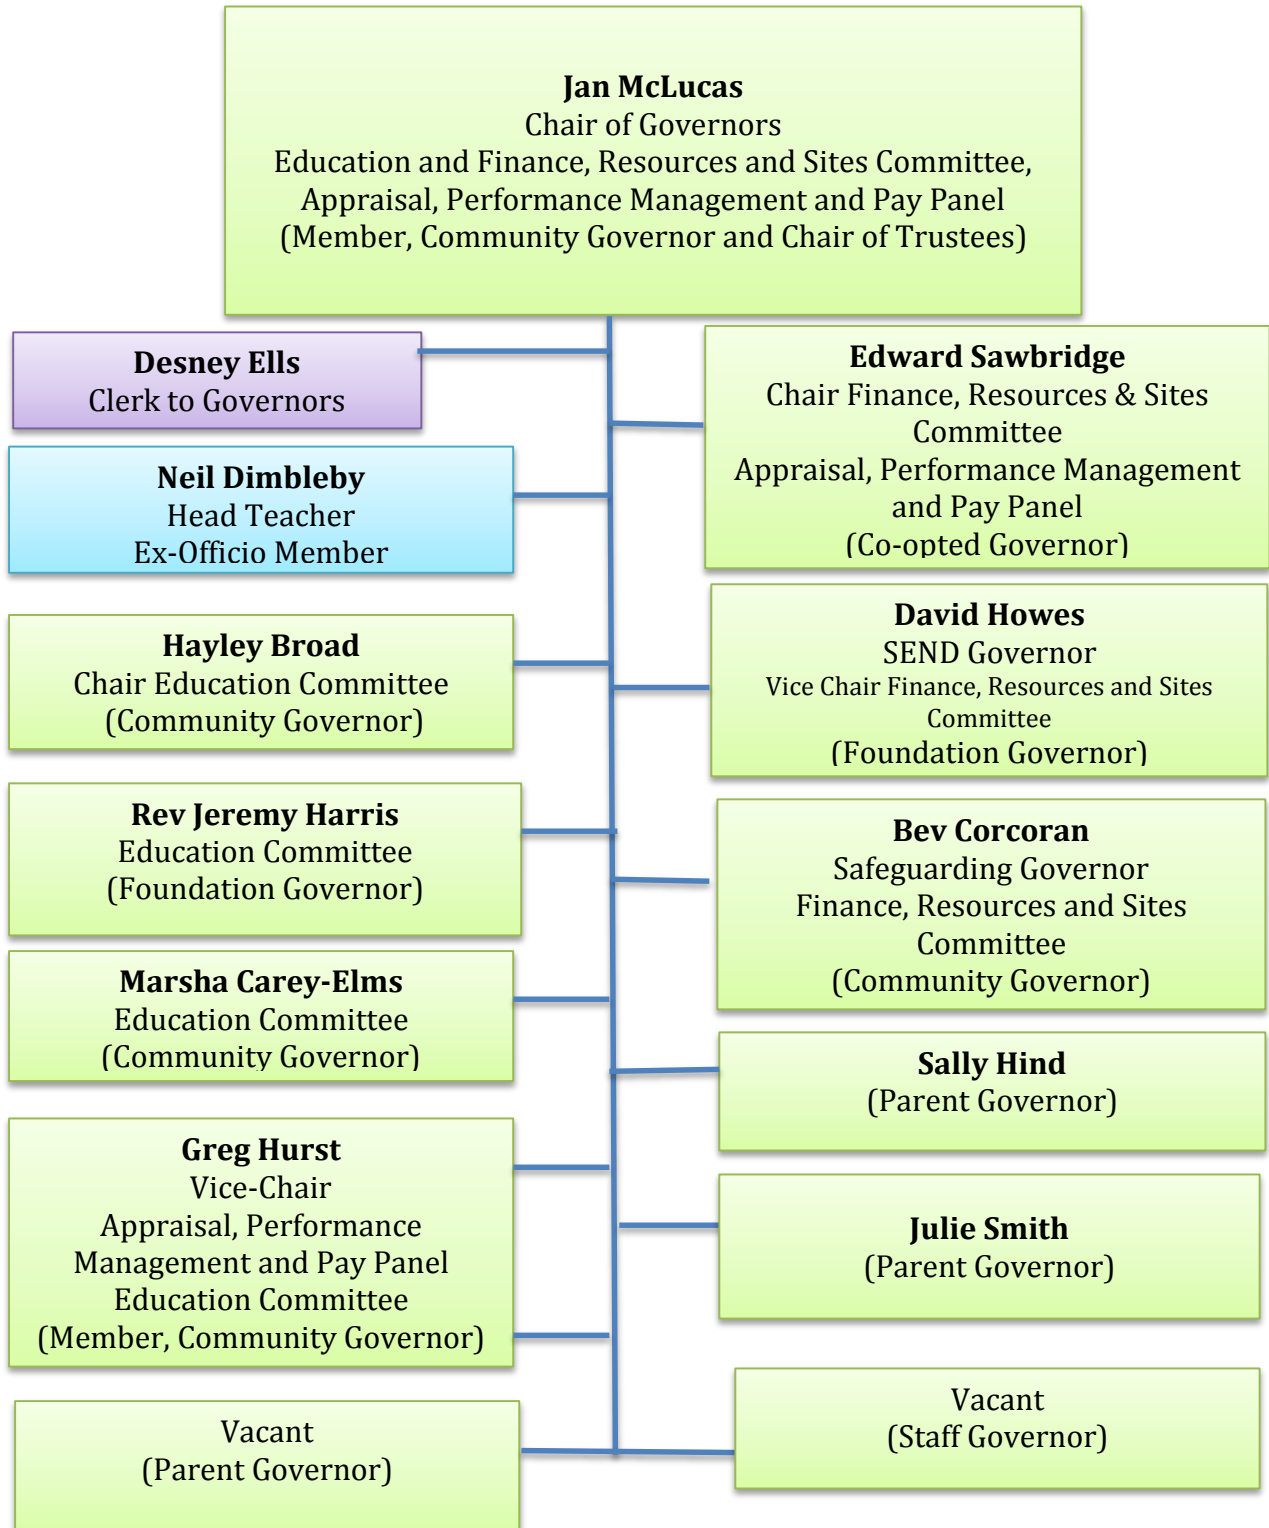 Jan McLucas
Chair of Governors
Education and Finance, Resources and Sites Committee,
Appraisal, Performance Management and Pay Panel
(Member, Community Governor and Chair of Trustees)
Desney Ells
Clerk to Governors
Neil Dimbleby
Head Teacher
Ex-Officio Member
Hayley Broad
Chair Education Committee
(Community Governor)
Rev Jeremy Harris
Education Committee
(Foundation Governor)
Marsha Carey-Elms
Education Committee
(Community Governor)
Greg Hurst
Vice-Chair
Appraisal, Performance
Management and Pay Panel
Education Committee
(Member, Community Governor)
Vacant
(Parent Governor)
Edward Sawbridge
Chair Finance, Resources & Sites
Committee
Appraisal, Performance Management
and Pay Panel
(Co-opted Governor)
David Howes
SEND Governor
Vice Chair Finance, Resources and Sites
Committee
(Foundation Governor)
Bev Corcoran
Safeguarding Governor
Finance, Resources and Sites
Committee
(Community Governor)
Sally Hind
(Parent Governor)
Julie Smith
(Parent Governor)
Vacant
(Staff Governor)